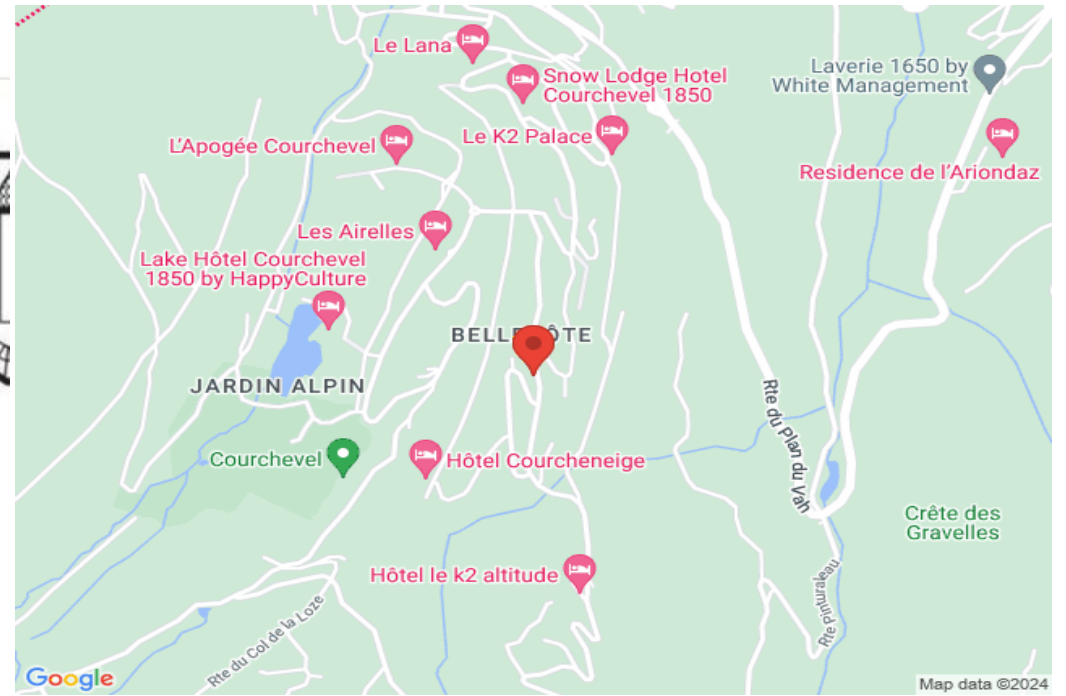 Le Lana
Snow Lodge Hotel
Courchevel 1850
Laverie 1650 by
White Management
L'Apogée Courchevel
Le K2 Palace
Residence de l'Ariondaz
Les Airelles
Lake Hôtel Courchevel
1850 by HappyCulture
JARDIN ALPIN
Rte du Plan du Vah
Courchevel
Hôtel Courcheneige
Crête des
Gravelles
Hôtel le k2 altitude
Rte du Col de la Loze
Rte pinturaleau
Google
Map data ©2024